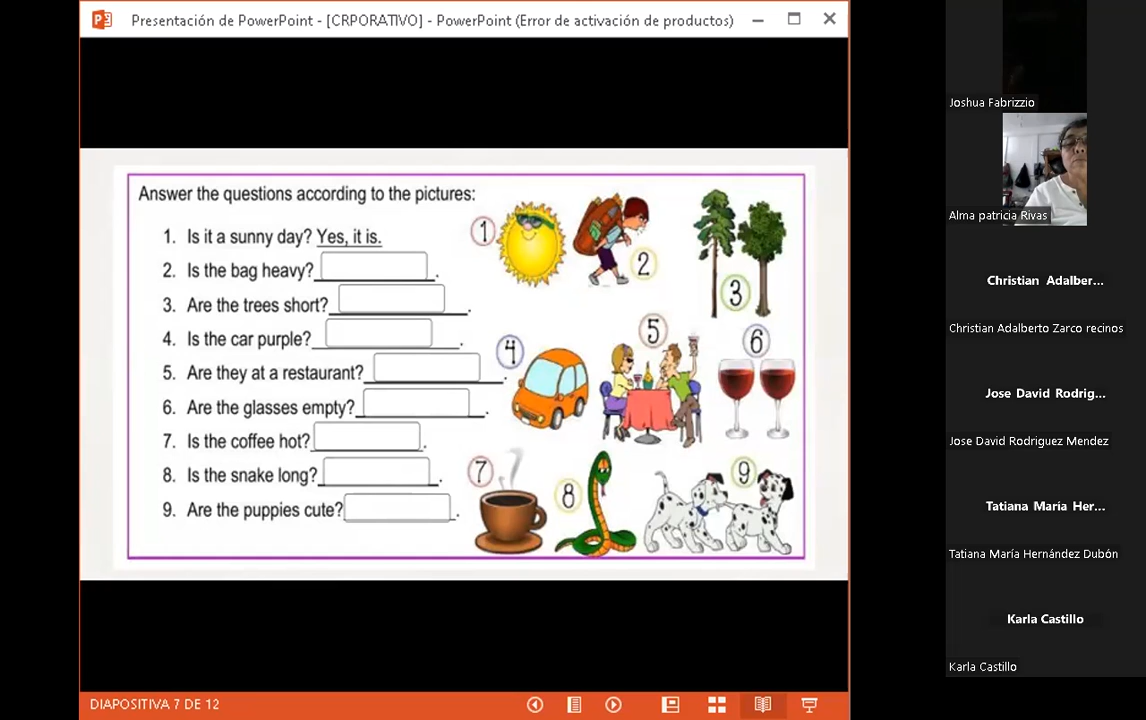 Presentación de PowerPoint - [CRPORATIVO] - PowerPoint (Error de activación de productos)
Answer the questions according to the pictures:
1. Is it a sunny day? Yes, it is.
2. Is the bag heavy? .
3. Are the trees short? .
4. Is the car purple? .
5. Are they at a restaurant? .
6. Are the glasses empty? .
7. Is the coffee hot? .
8. Is the snake long? .
9. Are the puppies cute? .
1
2
3
4
5
6
7
8
9
DIAPOSITIVA 7 DE 12
Joshua Fabrizzio
Alma patricia Rivas
Christian Adalber...
Christian Adalberto Zarco recinos
Jose David Rodrig...
Jose David Rodriguez Mendez
Tatiana María Her...
Tatiana María Hernández Dubón
Karla Castillo
Karla Castillo